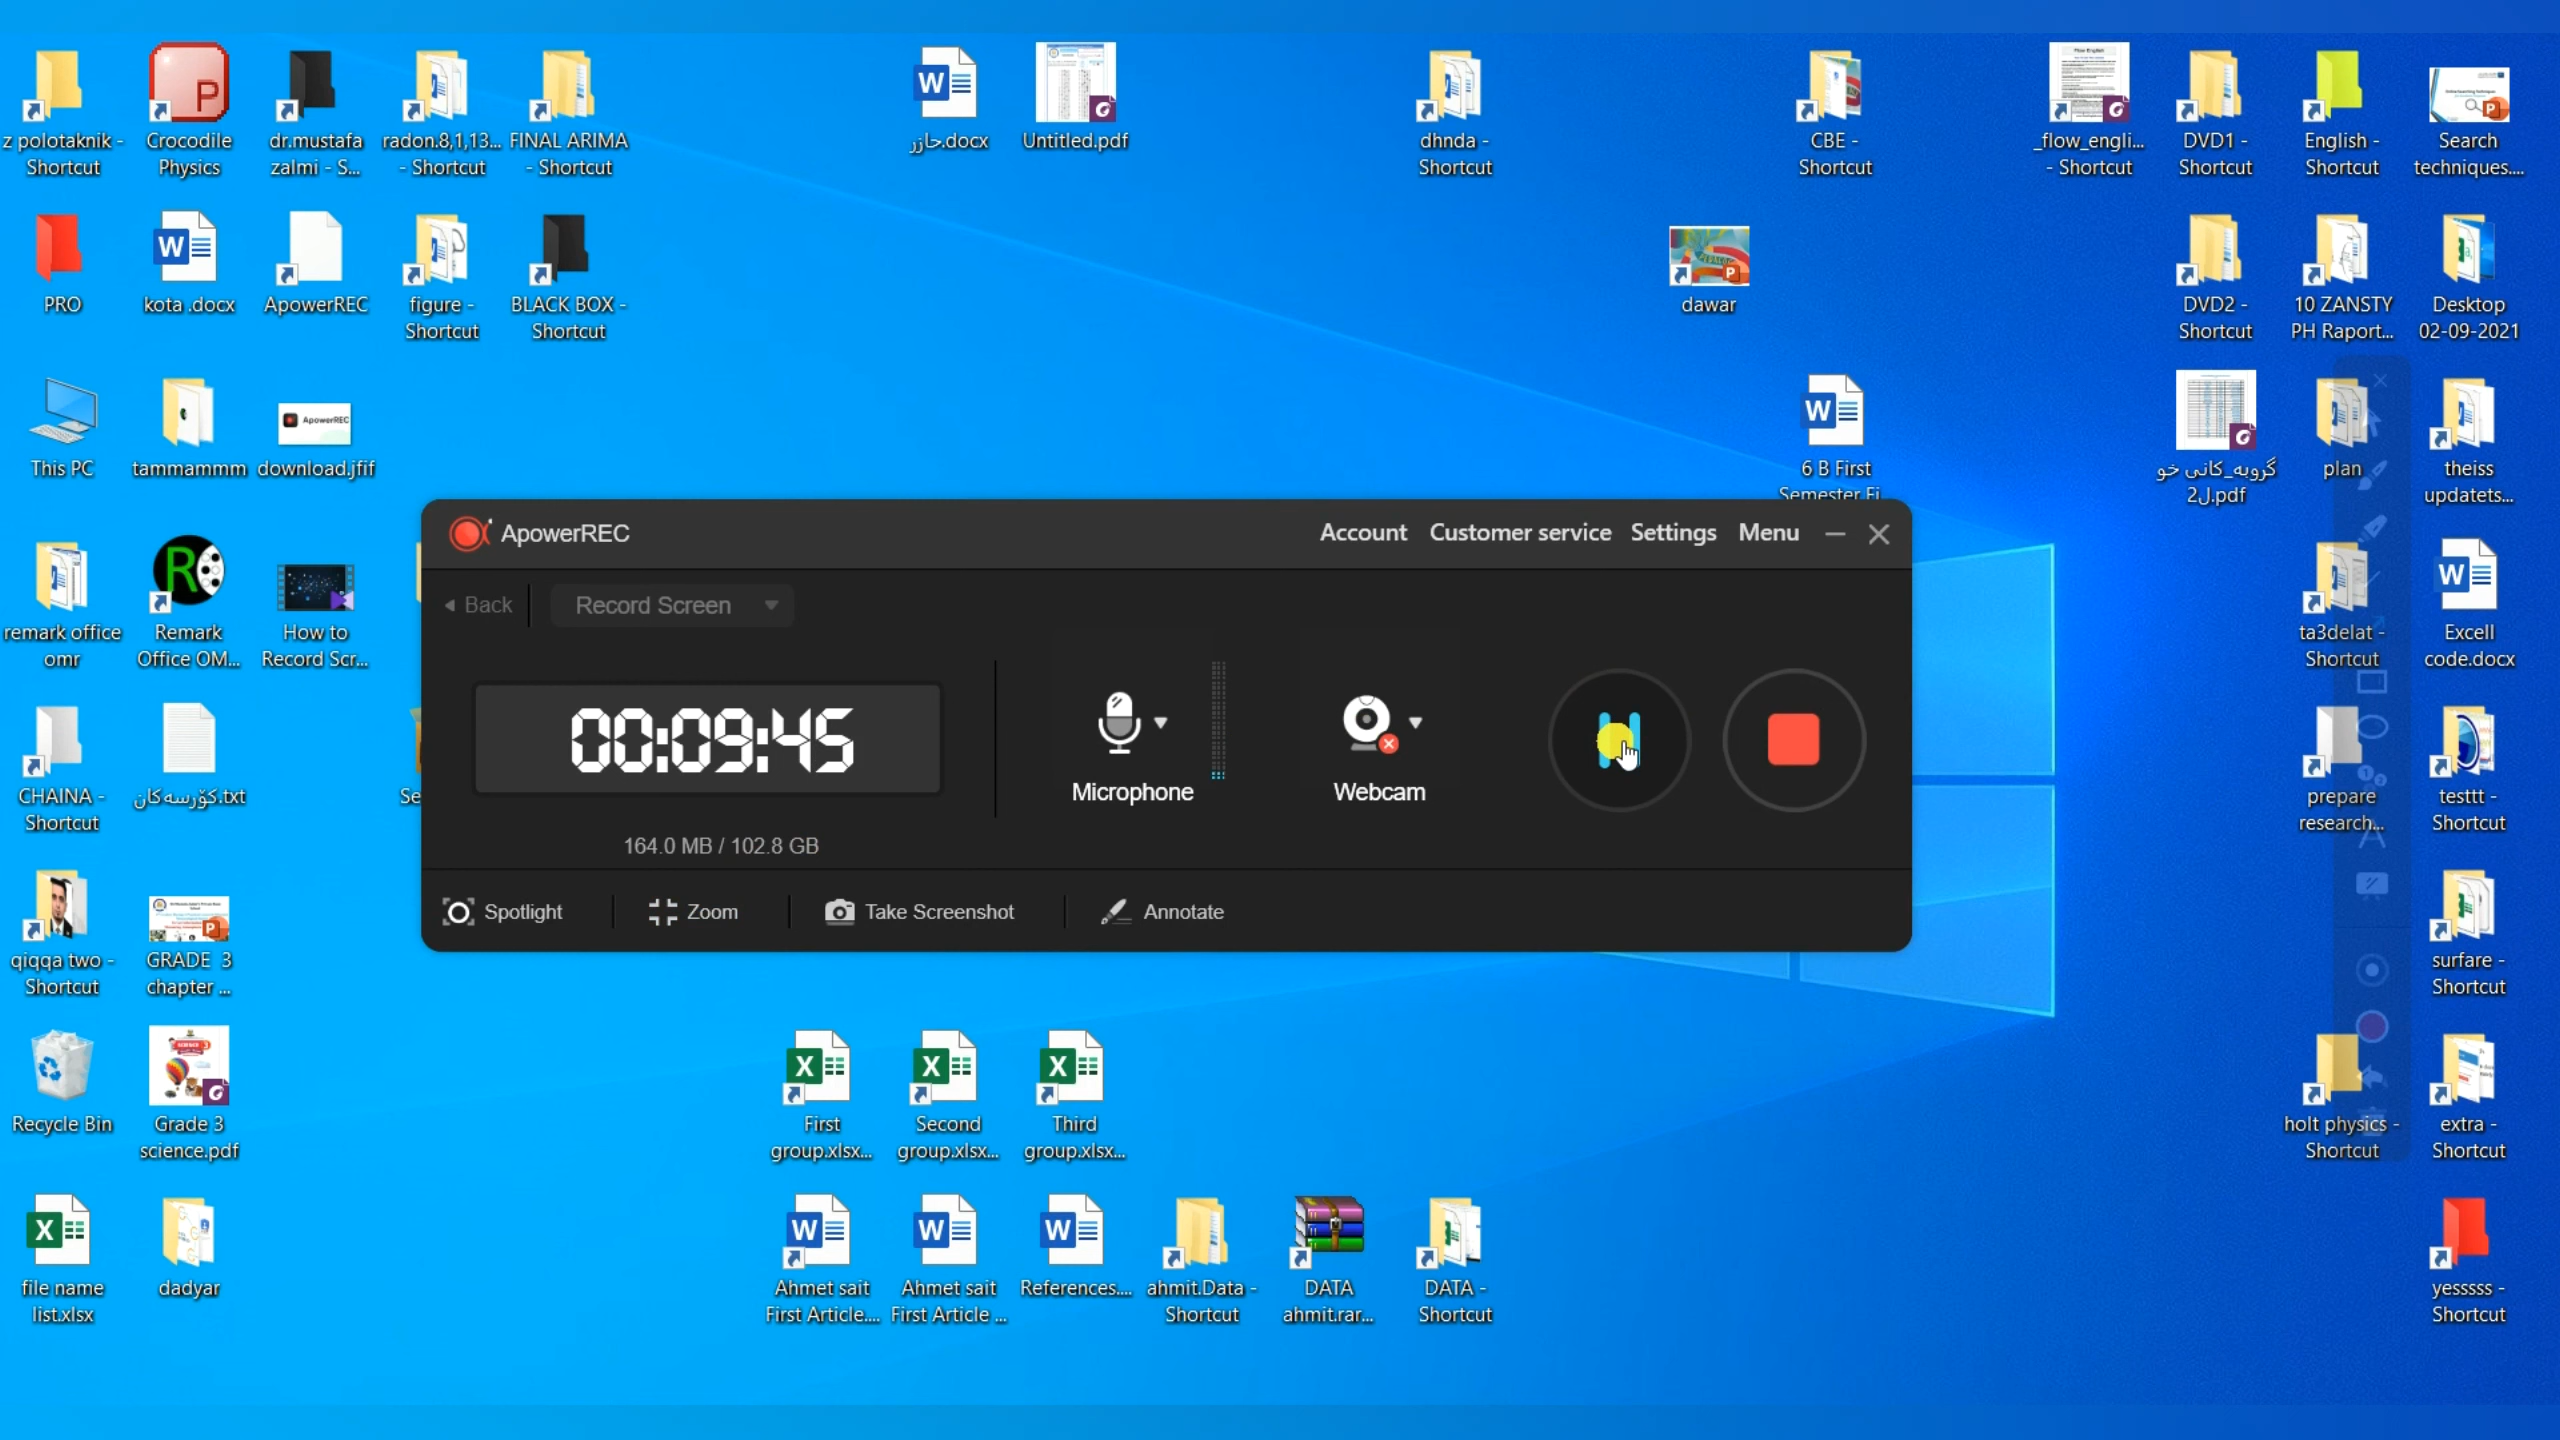 z polotaknik -
Shortcut
Crocodile
Physics
dr.mustafa
zalmi - S...
radon.8,1,13...
- Shortcut
FINAL ARIMA
- Shortcut
حازر.docx
Untitled.pdf
dhnda -
Shortcut
CBE -
Shortcut
_flow_engli...
- Shortcut
DVD1 -
Shortcut
English -
Shortcut
Search
techniques....
PRO
kota .docx
ApowerREC
figure -
Shortcut
BLACK BOX -
Shortcut
dawar
DVD2 -
Shortcut
10 ZANSTY
PH Raport...
Desktop
02-09-2021
This PC
tammammm
ApowerREC
download.jfif
6 B First
Semester Fi
گروبه_كانى خو
ل2.pdf
plan
theiss
updatets...
ApowerREC
Account
Customer service
Settings
Menu
Back
Record Screen
00:09:45
164.0 MB / 102.8 GB
Microphone
Webcam
Spotlight
Zoom
Take Screenshot
Annotate
remark office
omr
Remark
Office OM...
How to
Record Scr...
ta3delat -
Shortcut
Excell
code.docx
CHAINA -
Shortcut
كۆرسەكان.txt
Se
prepare
research...
testtt -
Shortcut
qiqqa two -
Shortcut
GRADE 3
chapter ...
surfare -
Shortcut
Recycle Bin
Grade 3
science.pdf
First
group.xlsx...
Second
group.xlsx...
Third
group.xlsx...
holt physics -
Shortcut
extra -
Shortcut
file name
list.xlsx
dadyar
Ahmet sait
First Article....
Ahmet sait
First Article ...
References....
ahmit.Data -
Shortcut
DATA
ahmit.rar...
DATA -
Shortcut
yesssss -
Shortcut